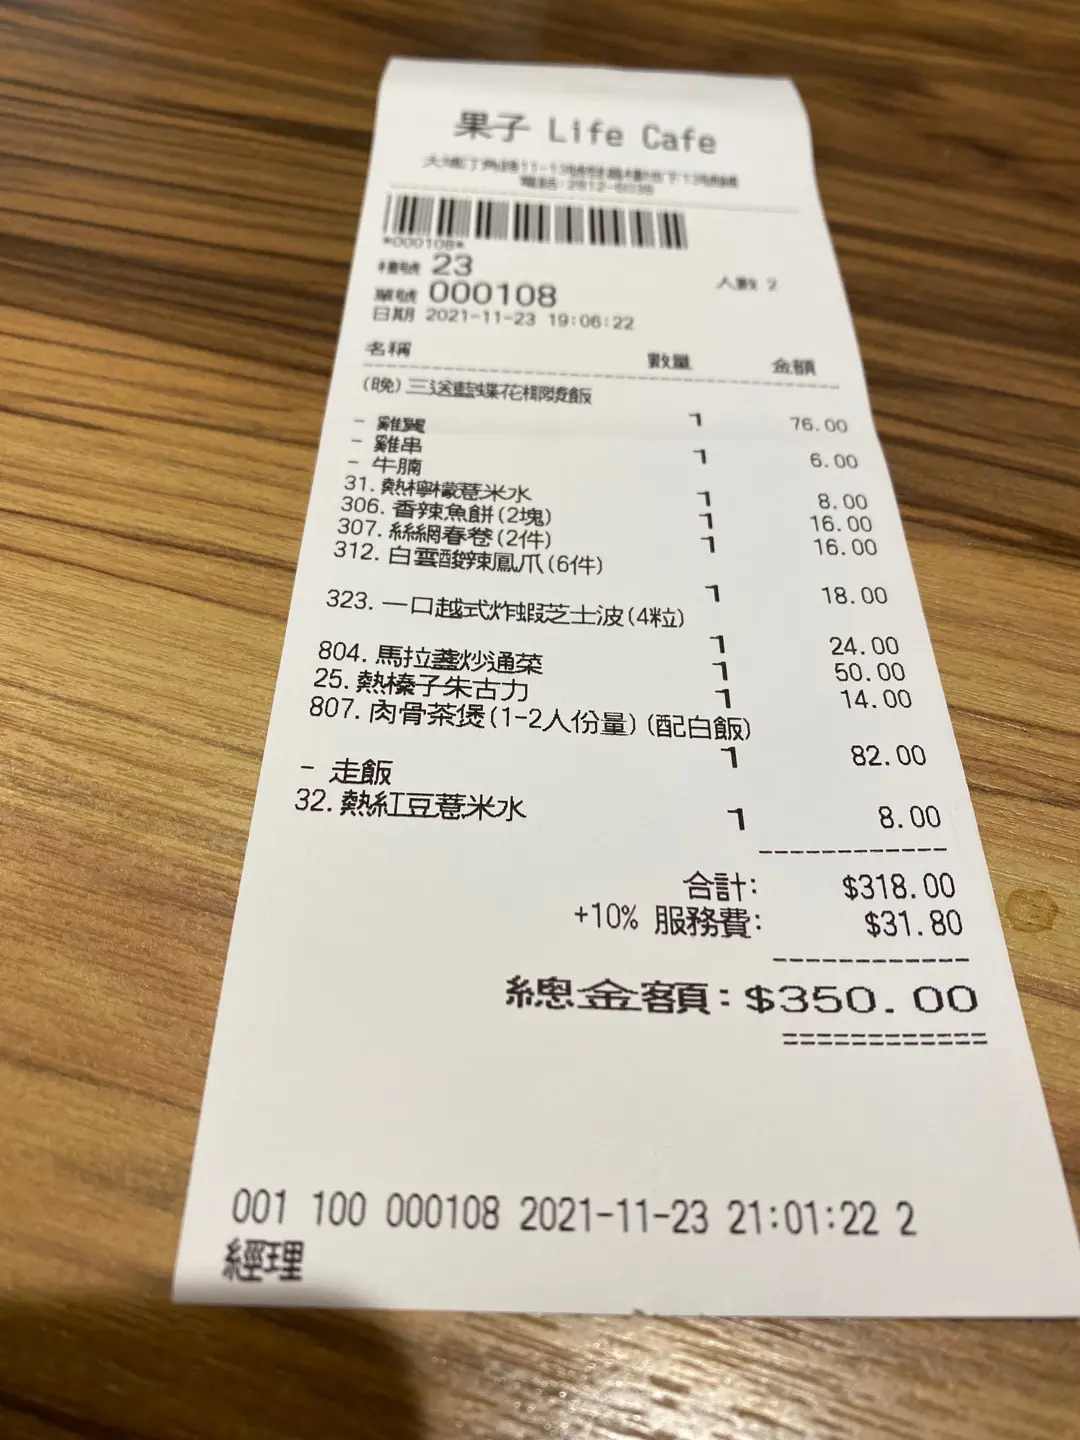 果子 Life Cafe
*000108*
檯號 23
人數 2
單號 000108
日期 2021-11-23 19:06:22
名稱 數量 金額
(晚)三送藍蝶花椰漿飯
1 76.00
- 雞翼
- 雞串 1 6.00
- 牛腩
31.熱檸檬薏米水 1 8.00
306.香辣魚餅(2塊) 1 16.00
307.絲網春卷(2件) 1 16.00
312.白雲酸辣鳳爪(6件)
1 18.00
323.一口越式炸蝦芝士波(4粒)
1 24.00
804.馬拉盞炒通菜 1 50.00
25.熱榛子朱古力 1 14.00
807.肉骨茶煲(1-2人份量)(配白飯)
1 82.00
- 走飯
32.熱紅豆薏米水 1 8.00
合計: $318.00
+10% 服務費: $31.80
總金額:$350.00
001 100 000108 2021-11-23 21:01:22 2
經理